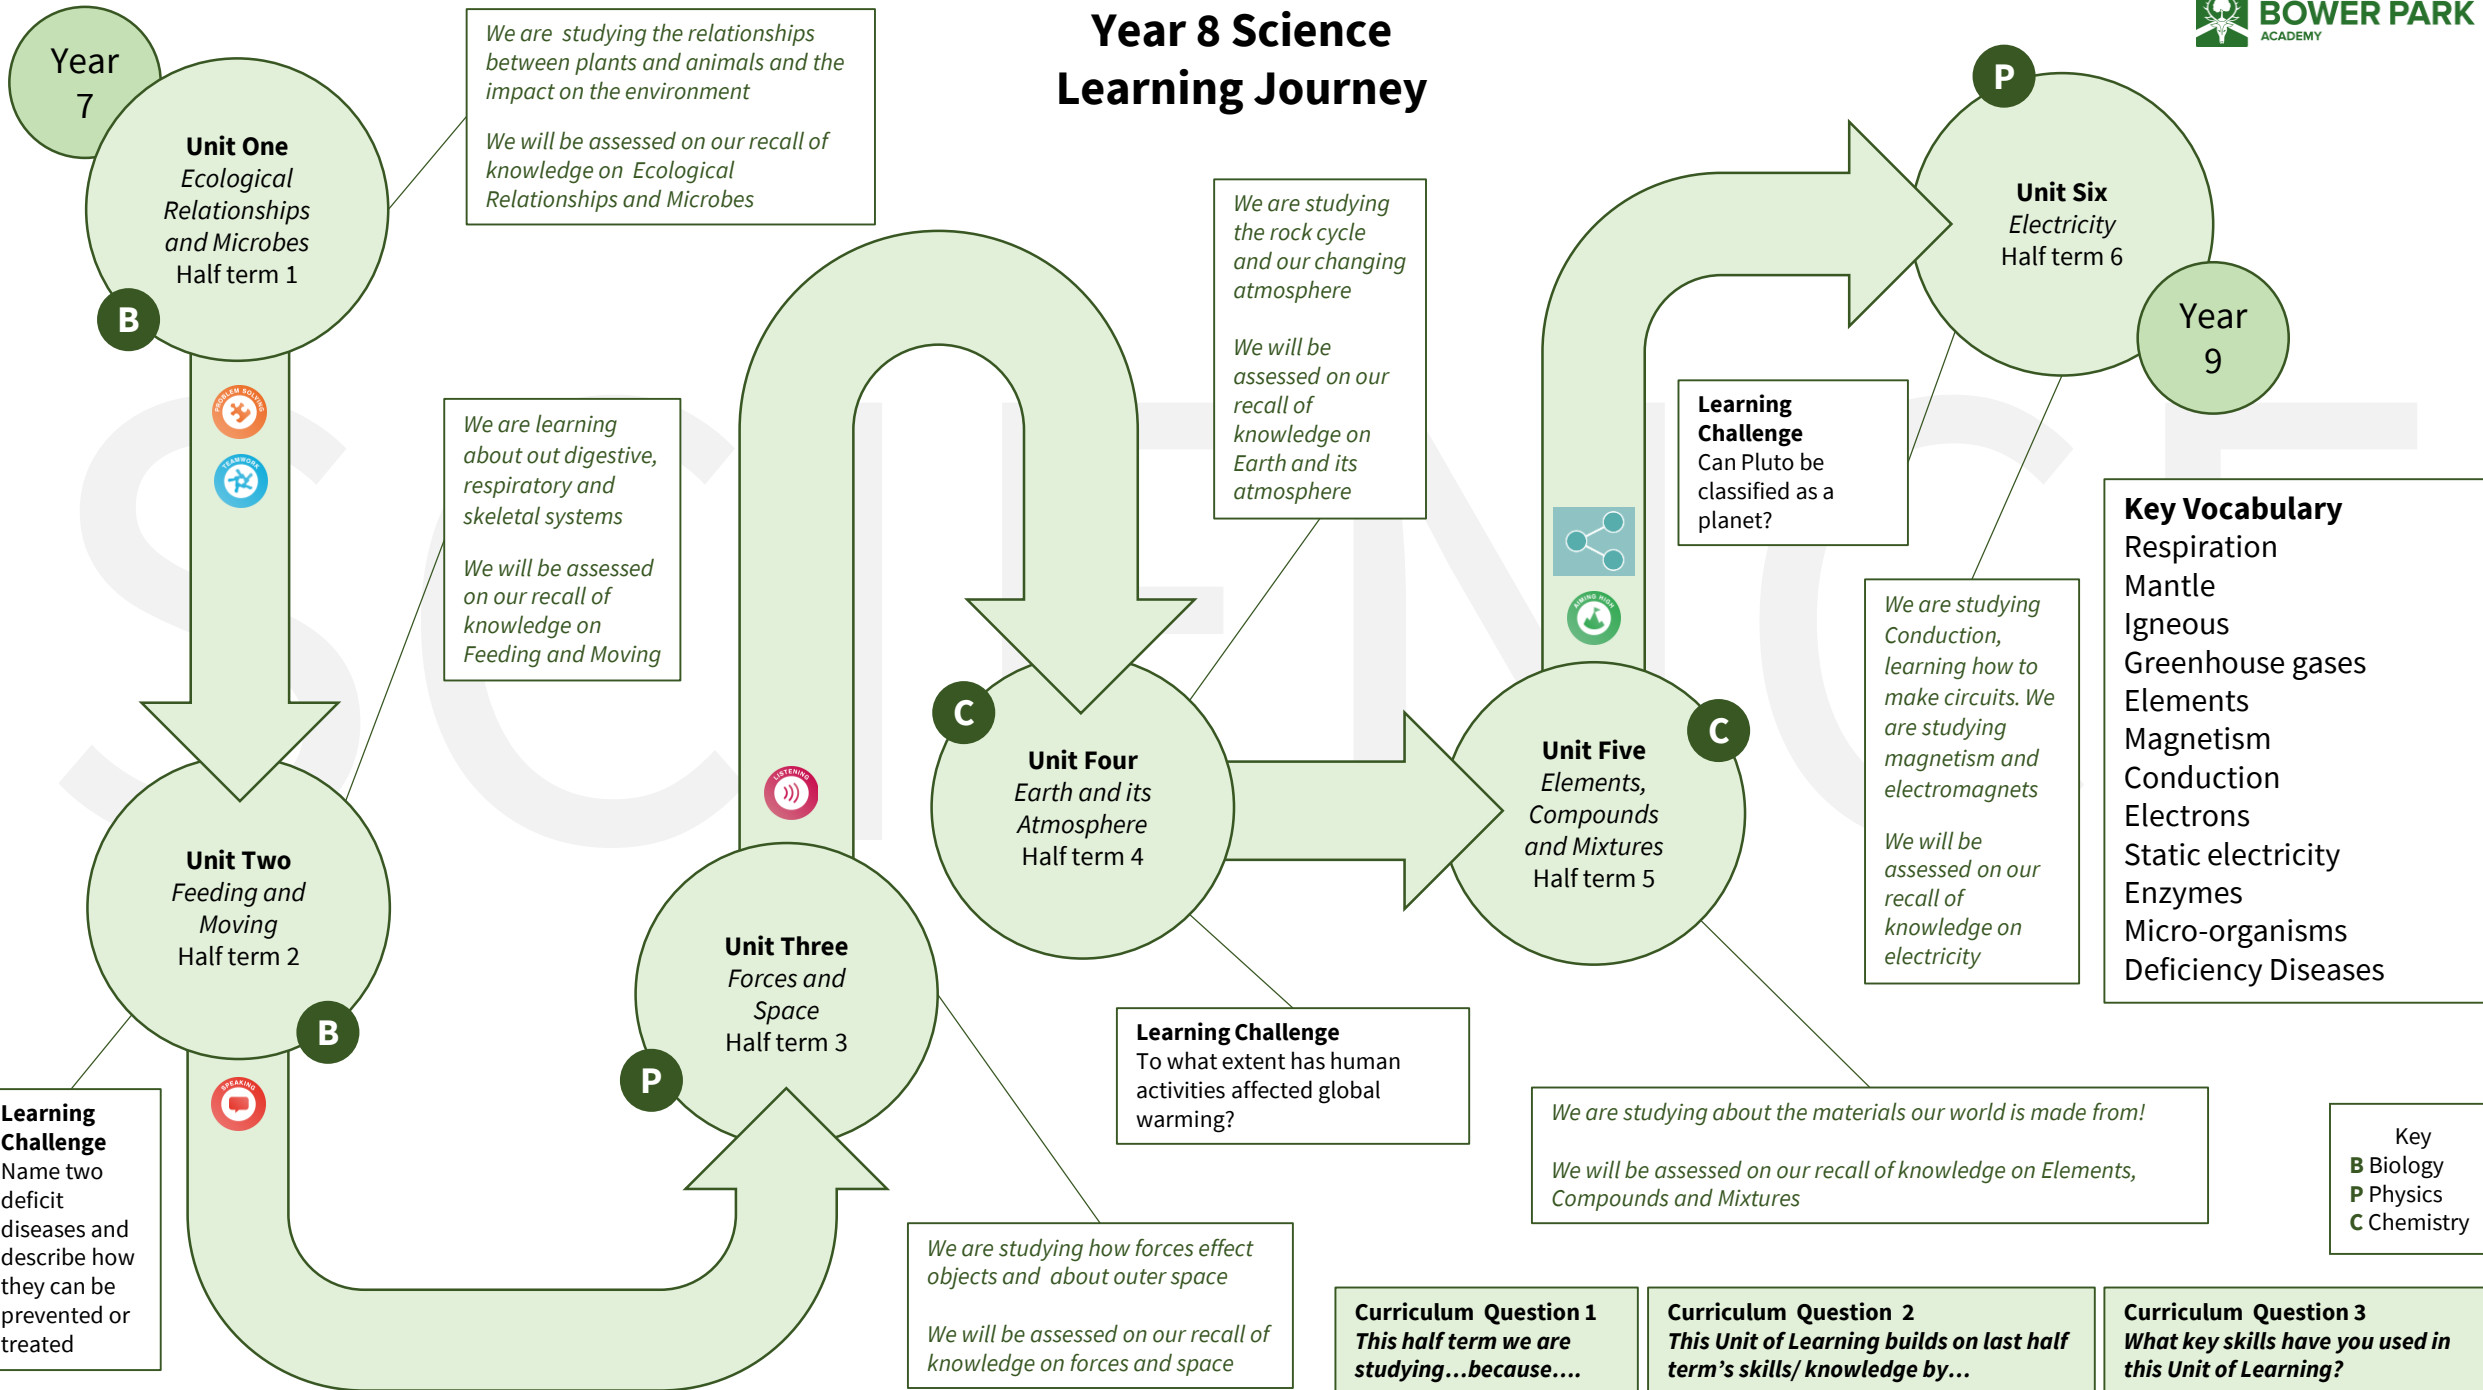 Year 8 Science
Learning Journey
BOWER PARK
ACADEMY
Year
7
Unit One
Ecological
Relationships
and Microbes
Half term 1
B
We are studying the relationships
between plants and animals and the
impact on the environment
We will be assessed on our recall of
knowledge on Ecological
Relationships and Microbes
PROBLEM SOLVING
TEAMWORK
We are learning
about out digestive,
respiratory and
skeletal systems
We will be assessed
on our recall of
knowledge on
Feeding and Moving
Unit Two
Feeding and
Moving
Half term 2
B
SPEAKING
Learning
Challenge
Name two
deficit
diseases and
describe how
they can be
prevented or
treated
Unit Three
Forces and
Space
Half term 3
P
LISTENING
We are studying how forces effect
objects and about outer space
We will be assessed on our recall of
knowledge on forces and space
We are studying
the rock cycle
and our changing
atmosphere
We will be
assessed on our
recall of
knowledge on
Earth and its
atmosphere
C
Unit Four
Earth and its
Atmosphere
Half term 4
Learning Challenge
To what extent has human
activities affected global
warming?
C
Unit Five
Elements,
Compounds
and Mixtures
Half term 5
AIMING HIGH
We are studying about the materials our world is made from!
We will be assessed on our recall of knowledge on Elements,
Compounds and Mixtures
P
Unit Six
Electricity
Half term 6
Year
9
Learning
Challenge
Can Pluto be
classified as a
planet?
We are studying
Conduction,
learning how to
make circuits. We
are studying
magnetism and
electromagnets
We will be
assessed on our
recall of
knowledge on
electricity
Key Vocabulary
Respiration
Mantle
Igneous
Greenhouse gases
Elements
Magnetism
Conduction
Electrons
Static electricity
Enzymes
Micro-organisms
Deficiency Diseases
Key
B Biology
P Physics
C Chemistry
Curriculum Question 1
This half term we are
studying...because....
Curriculum Question 2
This Unit of Learning builds on last half
term's skills/ knowledge by...
Curriculum Question 3
What key skills have you used in
this Unit of Learning?
SCIENCE